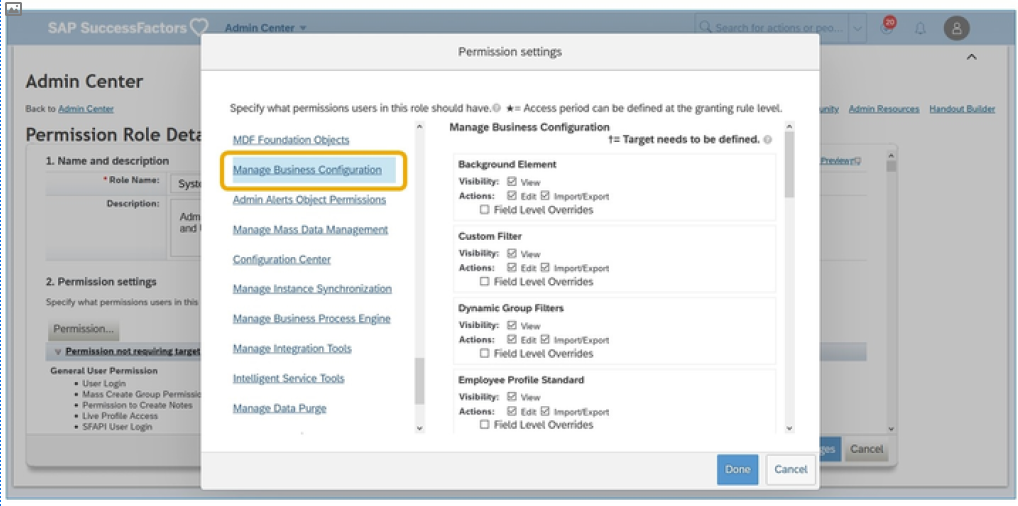 SAP SuccessFactors
Admin Center
Search for actions or peo...
20
Admin Center
Back to Admin Center
Admin Resources
Handout Builder
Permission Role Deta
1. Name and description
*Role Name:
Syste
Description:
Adm
and
2. Permission settings
Specify what permissions users in this
Permission...
Permission not requiring target
General User Permission
• User Login
• Mass Create Group Permissio
• Permission to Create Notes
• Live Profile Access
• SFAPI User Login
Cancel
Permission settings
Specify what permissions users in this role should have. ★= Access period can be defined at the granting rule level.
MDF Foundation Objects
Manage Business Configuration
Admin Alerts Object Permissions
Manage Mass Data Management
Configuration Center
Manage Instance Synchronization
Manage Business Process Engine
Manage Integration Tools
Intelligent Service Tools
Manage Data Purge
Manage Business Configuration
†= Target needs to be defined.
Background Element
Visibility: View
Actions: Edit Import/Export
Field Level Overrides
Custom Filter
Visibility: View
Actions: Edit Import/Export
Field Level Overrides
Dynamic Group Filters
Visibility: View
Actions: Edit Import/Export
Field Level Overrides
Employee Profile Standard
Visibility: View
Actions: Edit Import/Export
Field Level Overrides
Done
Cancel